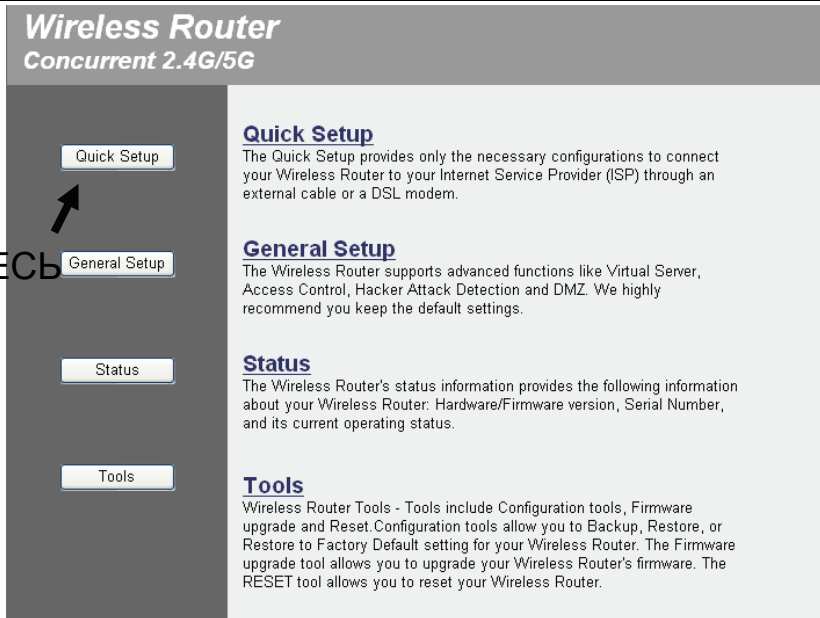 Wireless Router
Concurrent 2.4G/5G
Quick Setup
Quick Setup
The Quick Setup provides only the necessary configurations to connect
your Wireless Router to your Internet Service Provider (ISP) through an
external cable or a DSL modem.
ЕСЬ
General Setup
General Setup
The Wireless Router supports advanced functions like Virtual Server,
Access Control, Hacker Attack Detection and DMZ. We highly
recommend you keep the default settings.
Status
Status
The Wireless Router's status information provides the following information
about your Wireless Router: Hardware/Firmware version, Serial Number,
and its current operating status.
Tools
Tools
Wireless Router Tools - Tools include Configuration tools, Firmware
upgrade and Reset.Configuration tools allow you to Backup, Restore, or
Restore to Factory Default setting for your Wireless Router. The Firmware
upgrade tool allows you to upgrade your Wireless Router's firmware. The
RESET tool allows you to reset your Wireless Router.